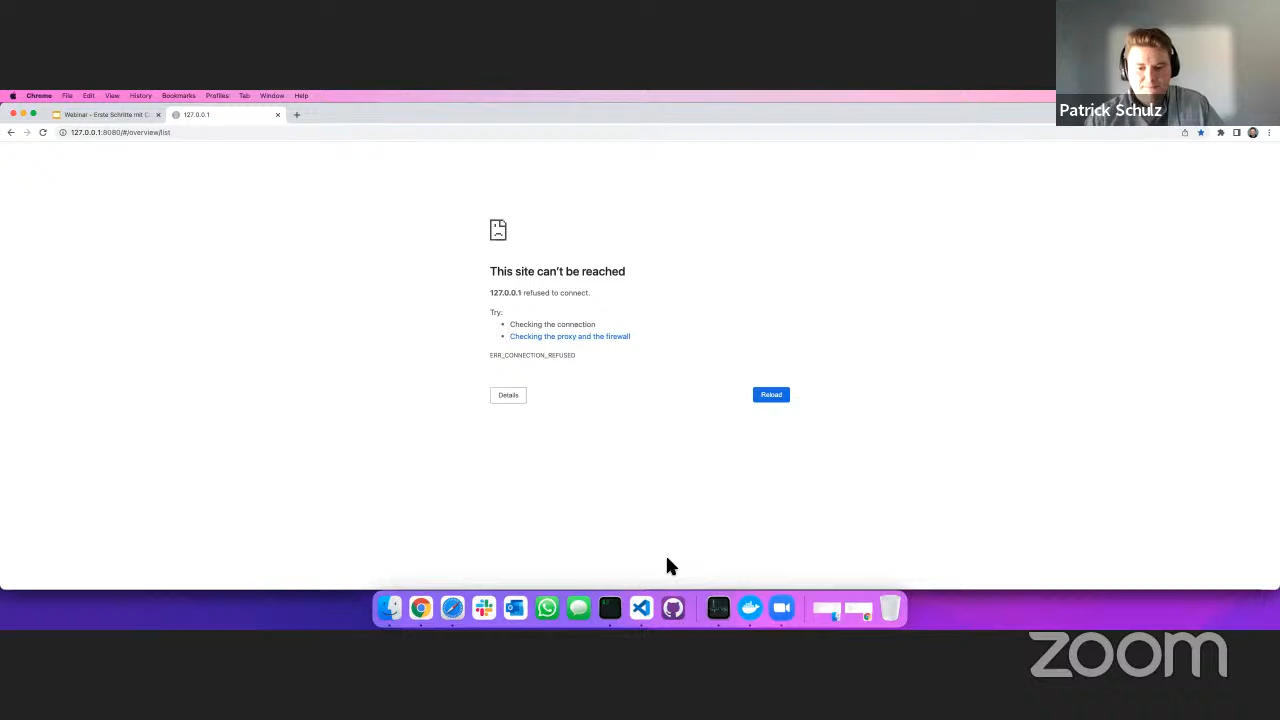 Patrick Schulz
Chrome File Edit View History Bookmarks Profiles Tab Window Help
Webinar - Erste Schritte mit C
127.0.0.1
127.0.0.1:8080/#/overview/list
This site can't be reached
127.0.0.1 refused to connect.
Try:
• Checking the connection
• Checking the proxy and the firewall
ERR_CONNECTION_REFUSED
Details
Reload
zoom